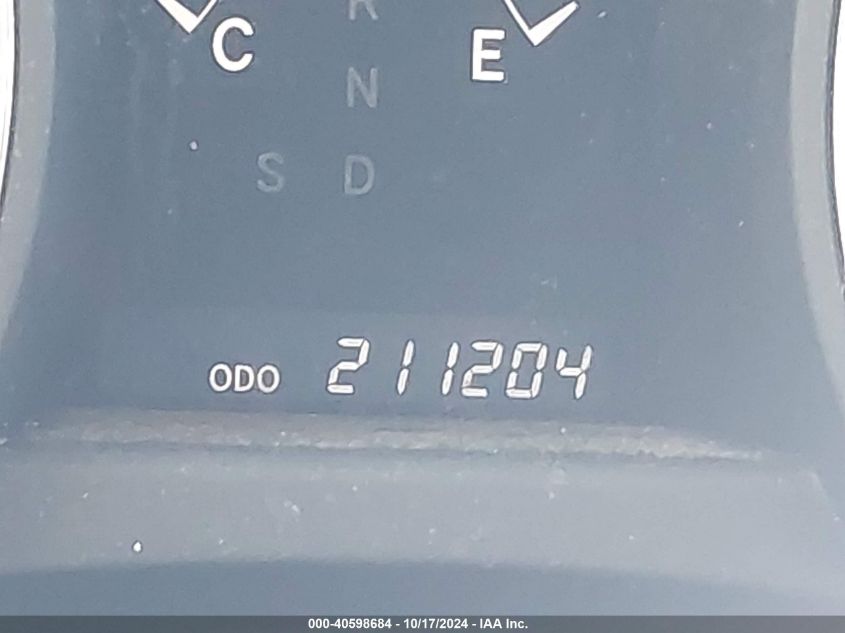 R
C E
N
S D
ODO 211204
000-40598684 - 10/17/2024 - IAA Inc.